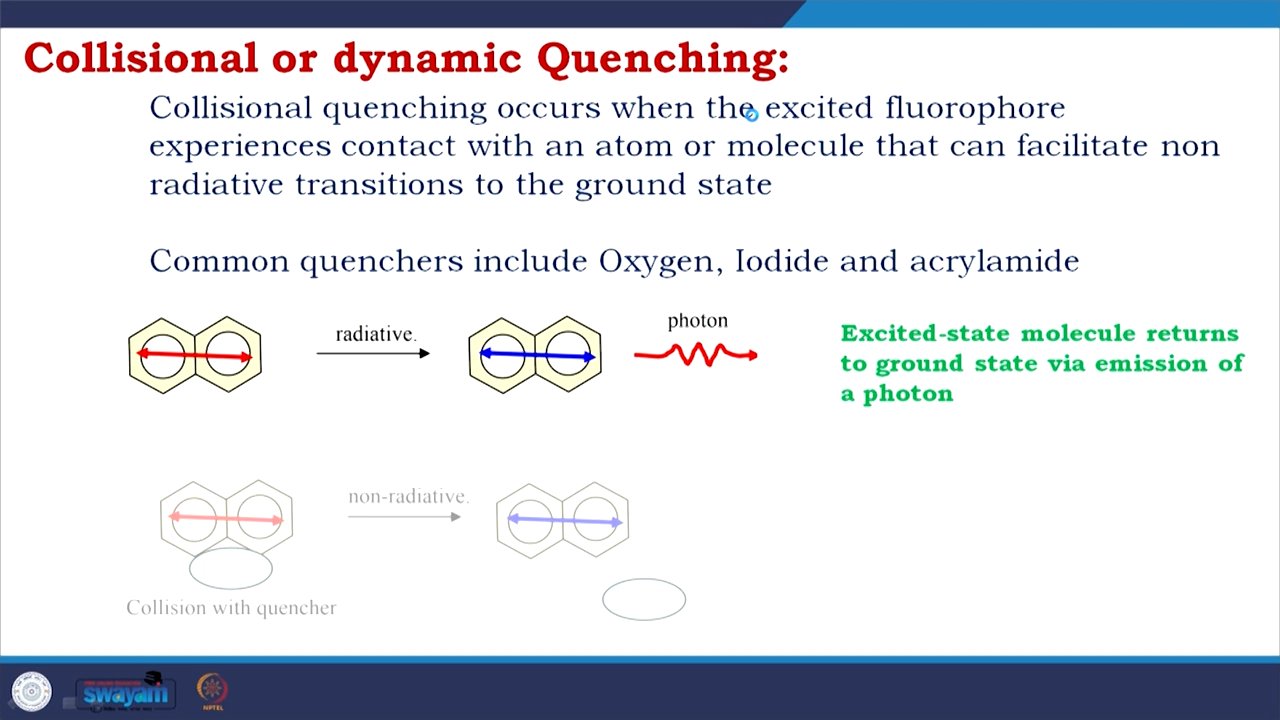 Collisional or dynamic Quenching:
Collisional quenching occurs when the excited fluorophore
experiences contact with an atom or molecule that can facilitate non
radiative transitions to the ground state
Common quenchers include Oxygen, Iodide and acrylamide
radiative.
photon
Excited-state molecule returns
to ground state via emission of
a photon
non-radiative.
Collision with quencher
swayam
NPTEL